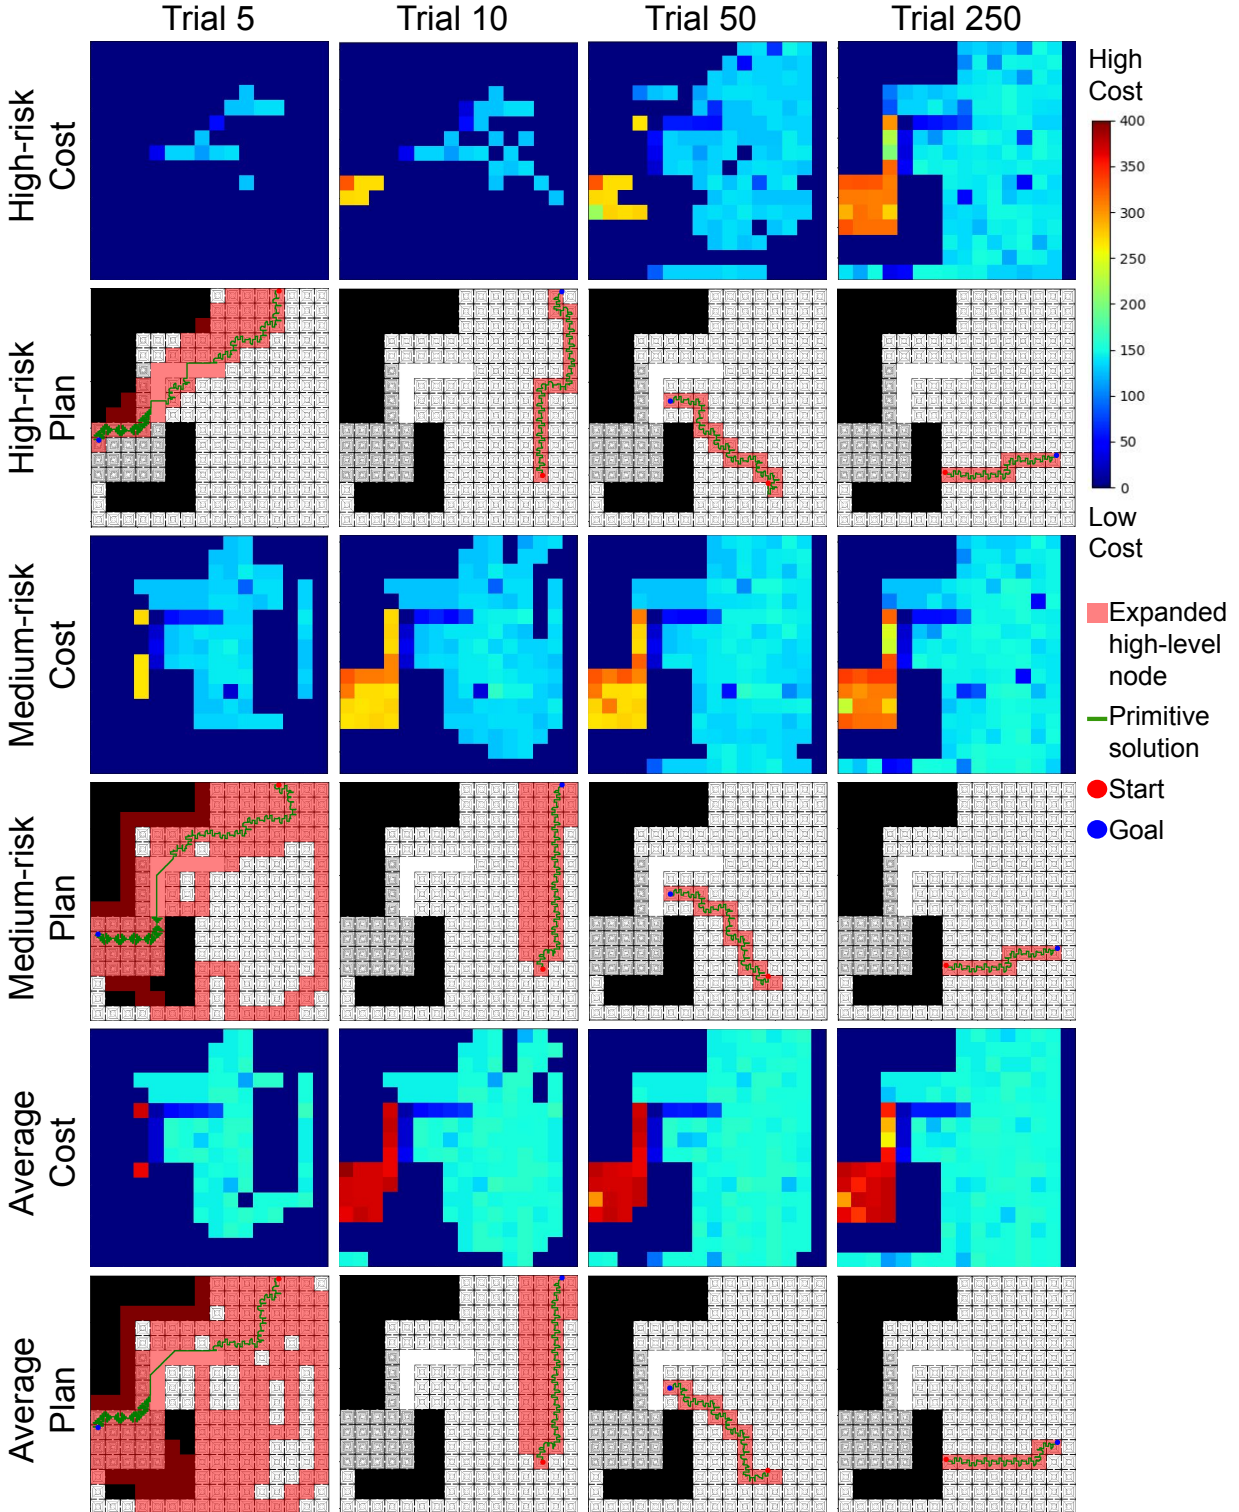 Trial 5
Trial 10
Trial 50
Trial 250
High-risk
Cost
High-risk
Plan
Medium-risk
Cost
Medium-risk
Plan
Average
Cost
Average
Plan
High
Cost
400
350
300
250
200
150
100
50
0
Low
Cost
Expanded
high-level
node
Primitive
solution
Start
Goal